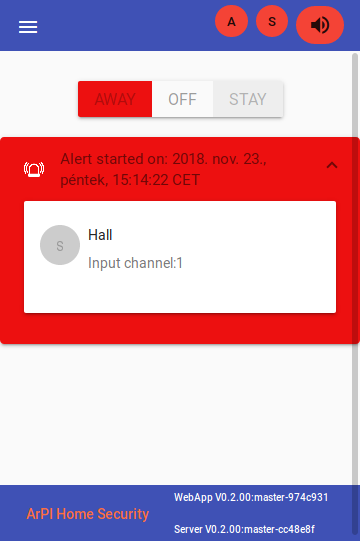 A S
AWAY OFF STAY
Alert started on: 2018. nov. 23.,
péntek, 15:14:22 CET
S
Hall
Input channel:1
WebApp V0.2.00:master-974c931
ArPI Home Security
Server V0.2.00:master-cc48e8f